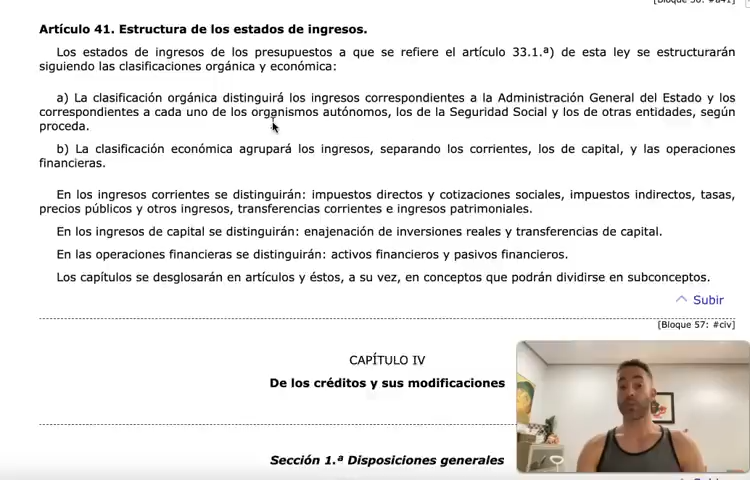 Artículo 41. Estructura de los estados de ingresos.
Los estados de ingresos de los presupuestos a que se refiere el artículo 33.1.ª) de esta ley se estructurarán
siguiendo las clasificaciones orgánica y económica:
a) La clasificación orgánica distinguirá los ingresos correspondientes a la Administración General del Estado y los
correspondientes a cada uno de los organismos autónomos, los de la Seguridad Social y los de otras entidades, según
proceda.
b) La clasificación económica agrupará los ingresos, separando los corrientes, los de capital, y las operaciones
financieras.
En los ingresos corrientes se distinguirán: impuestos directos y cotizaciones sociales, impuestos indirectos, tasas,
precios públicos y otros ingresos, transferencias corrientes e ingresos patrimoniales.
En los ingresos de capital se distinguirán: enajenación de inversiones reales y transferencias de capital.
En las operaciones financieras se distinguirán: activos financieros y pasivos financieros.
Los capítulos se desglosarán en artículos y éstos, a su vez, en conceptos que podrán dividirse en subconceptos.
Subir
[Bloque 57: #civ]
CAPÍTULO IV
De los créditos y sus modificaciones
Sección 1.ª Disposiciones generales